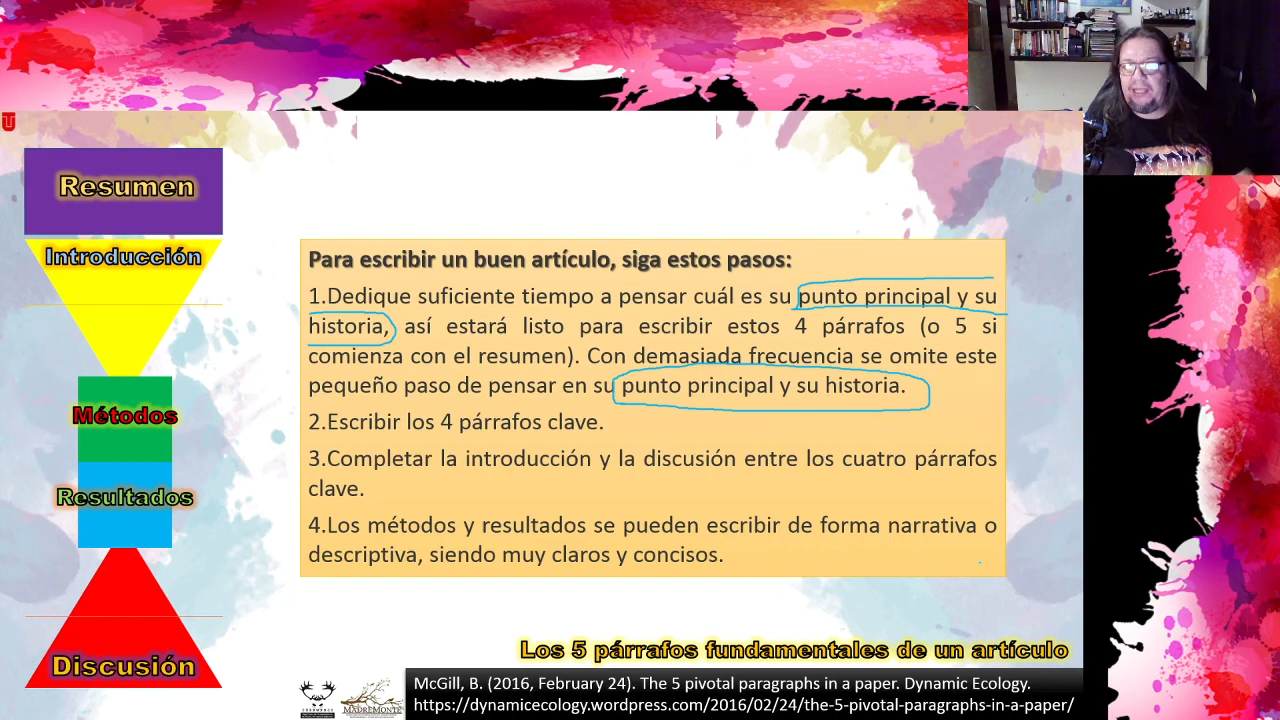 Resumen
Introducción
Métodos
Resultados
Discusión
Para escribir un buen artículo, siga estos pasos:
1.Dedique suficiente tiempo a pensar cuál es su punto principal y su
historia, así estará listo para escribir estos 4 párrafos (o 5 si
comienza con el resumen). Con demasiada frecuencia se omite este
pequeño paso de pensar en su punto principal y su historia.
2.Escribir los 4 párrafos clave.
3.Completar la introducción y la discusión entre los cuatro párrafos
clave.
4.Los métodos y resultados se pueden escribir de forma narrativa o
descriptiva, siendo muy claros y concisos.
Los 5 párrafos fundamentales de un artículo
MADREMONTE
McGill, B. (2016, February 24). The 5 pivotal paragraphs in a paper. Dynamic Ecology.
https://dynamicecology.wordpress.com/2016/02/24/the-5-pivotal-paragraphs-in-a-paper/